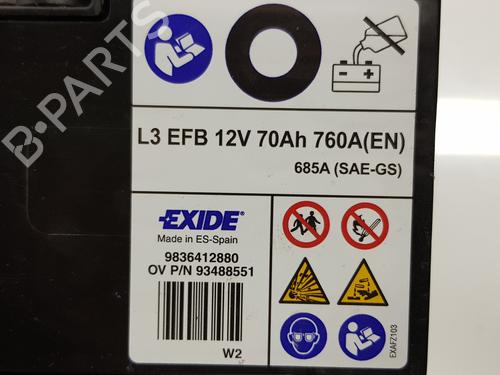 L3 EFB 12V 70Ah 760A(EN)
685A (SAE-GS)
EXIDE
Made in ES-Spain
9836412880
OV P/N 93488551
W2
EXAFZ103
B-PARTS